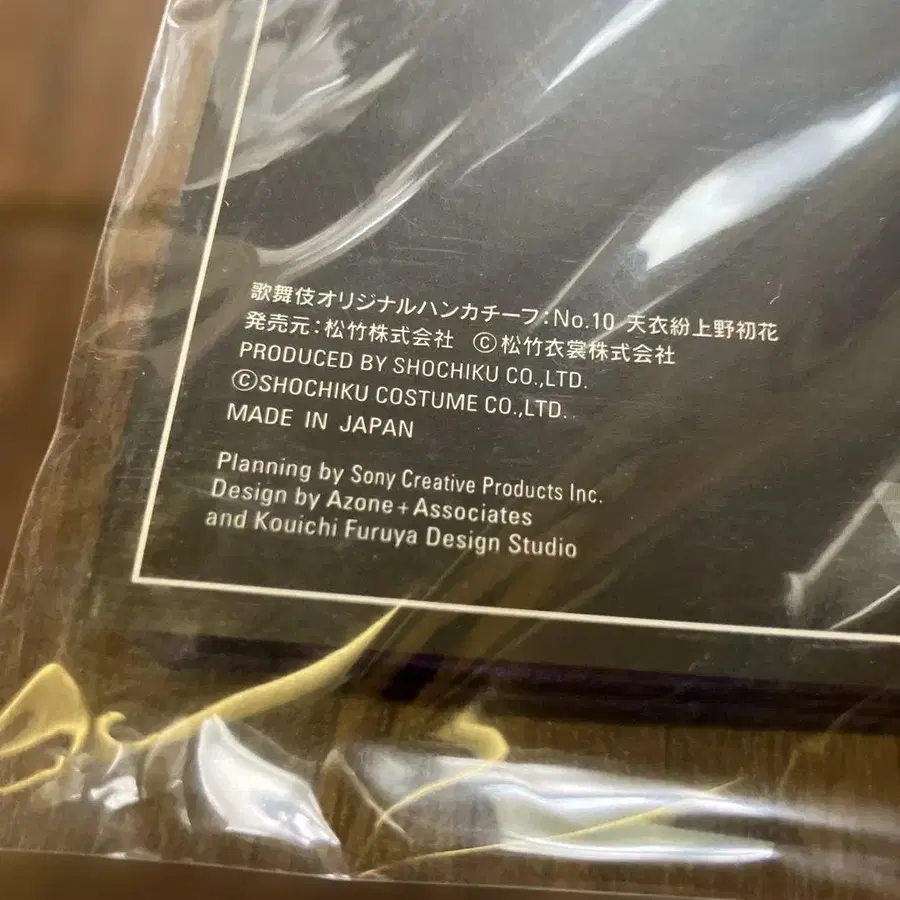 歌舞伎オリジナルハンカチーフ:No.10 天衣紛上野初花
発売元:松竹株式会社 ©松竹衣裳株式会社
PRODUCED BY SHOCHIKU CO.,LTD.
©SHOCHIKU COSTUME CO.,LTD.
MADE IN JAPAN
Planning by Sony Creative Products Inc.
Design by Azone+Associates
and Kouichi Furuya Design Studio